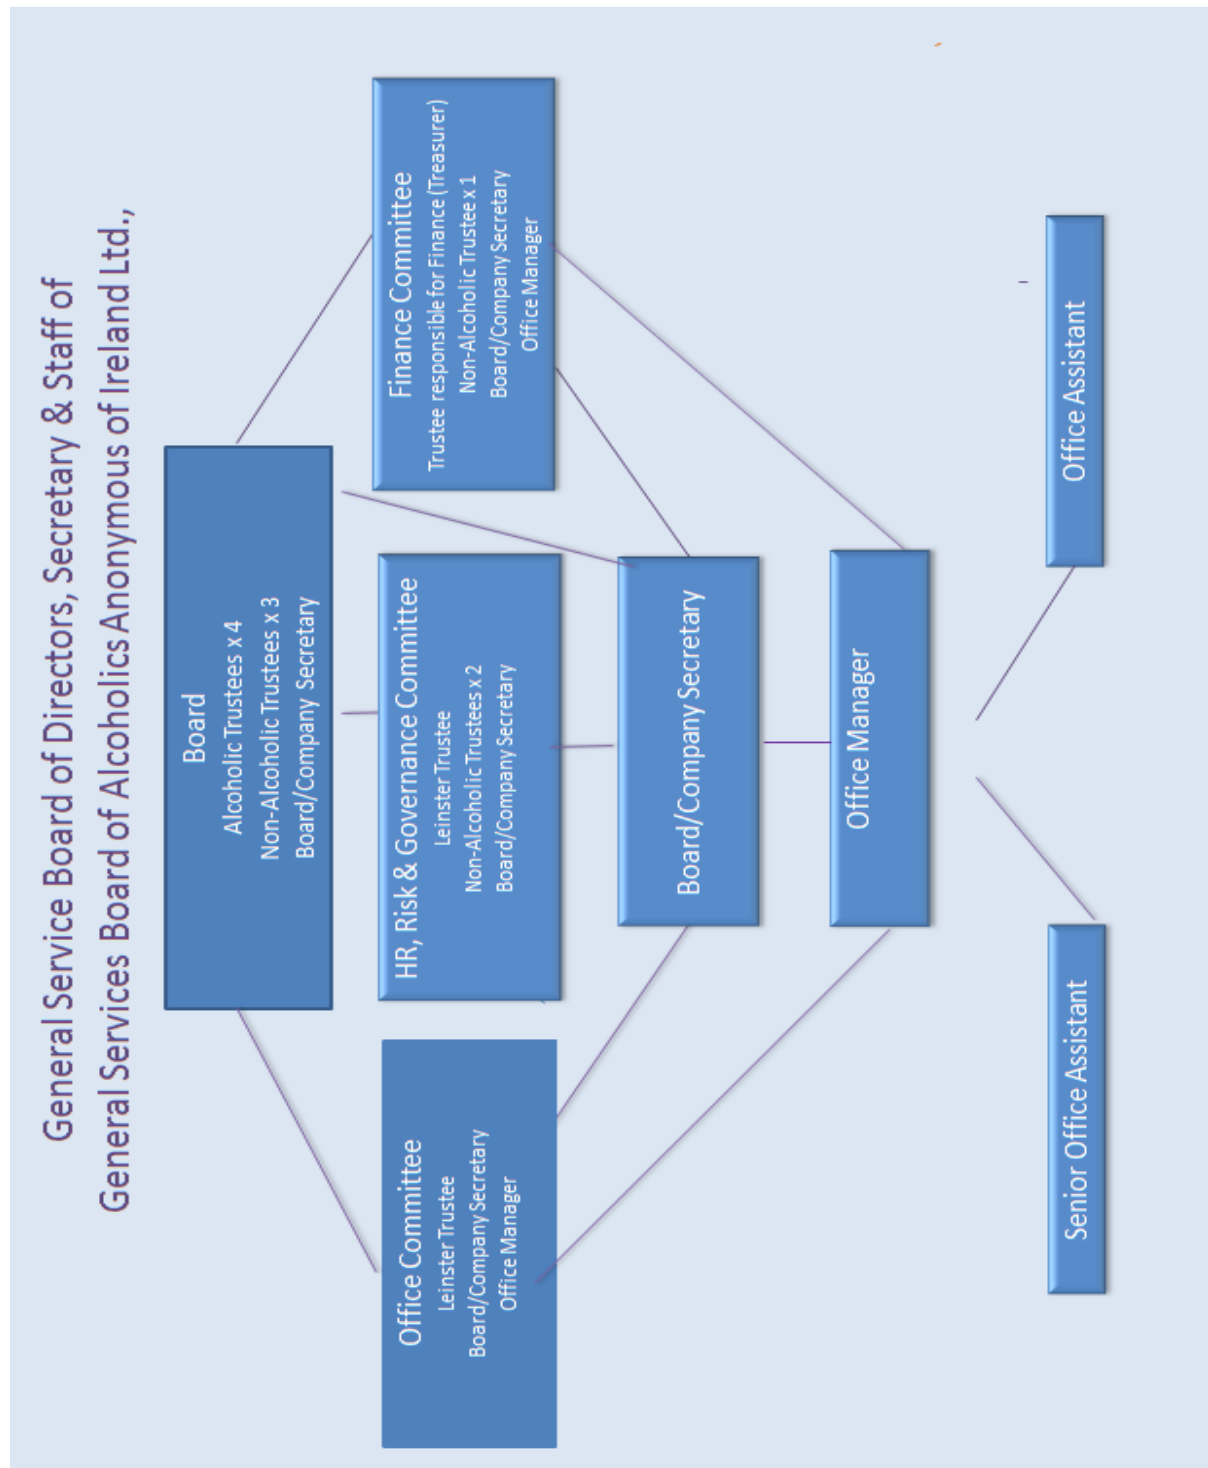 General Service Board of Directors, Secretary & Staff of
General Services Board of Alcoholics Anonymous of Ireland Ltd.,
Board
Alcoholic Trustees x 4
Non-Alcoholic Trustees x 3
Board/Company Secretary
Office Committee
Leinster Trustee
Board/Company Secretary
Office Manager
HR, Risk & Governance Committee
Leinster Trustee
Non-Alcoholic Trustees x 2
Board/Company Secretary
Finance Committee
Trustee responsible for Finance (Treasurer)
Non-Alcoholic Trustee x 1
Board/Company Secretary
Office Manager
Board/Company Secretary
Office Manager
Senior Office Assistant
Office Assistant